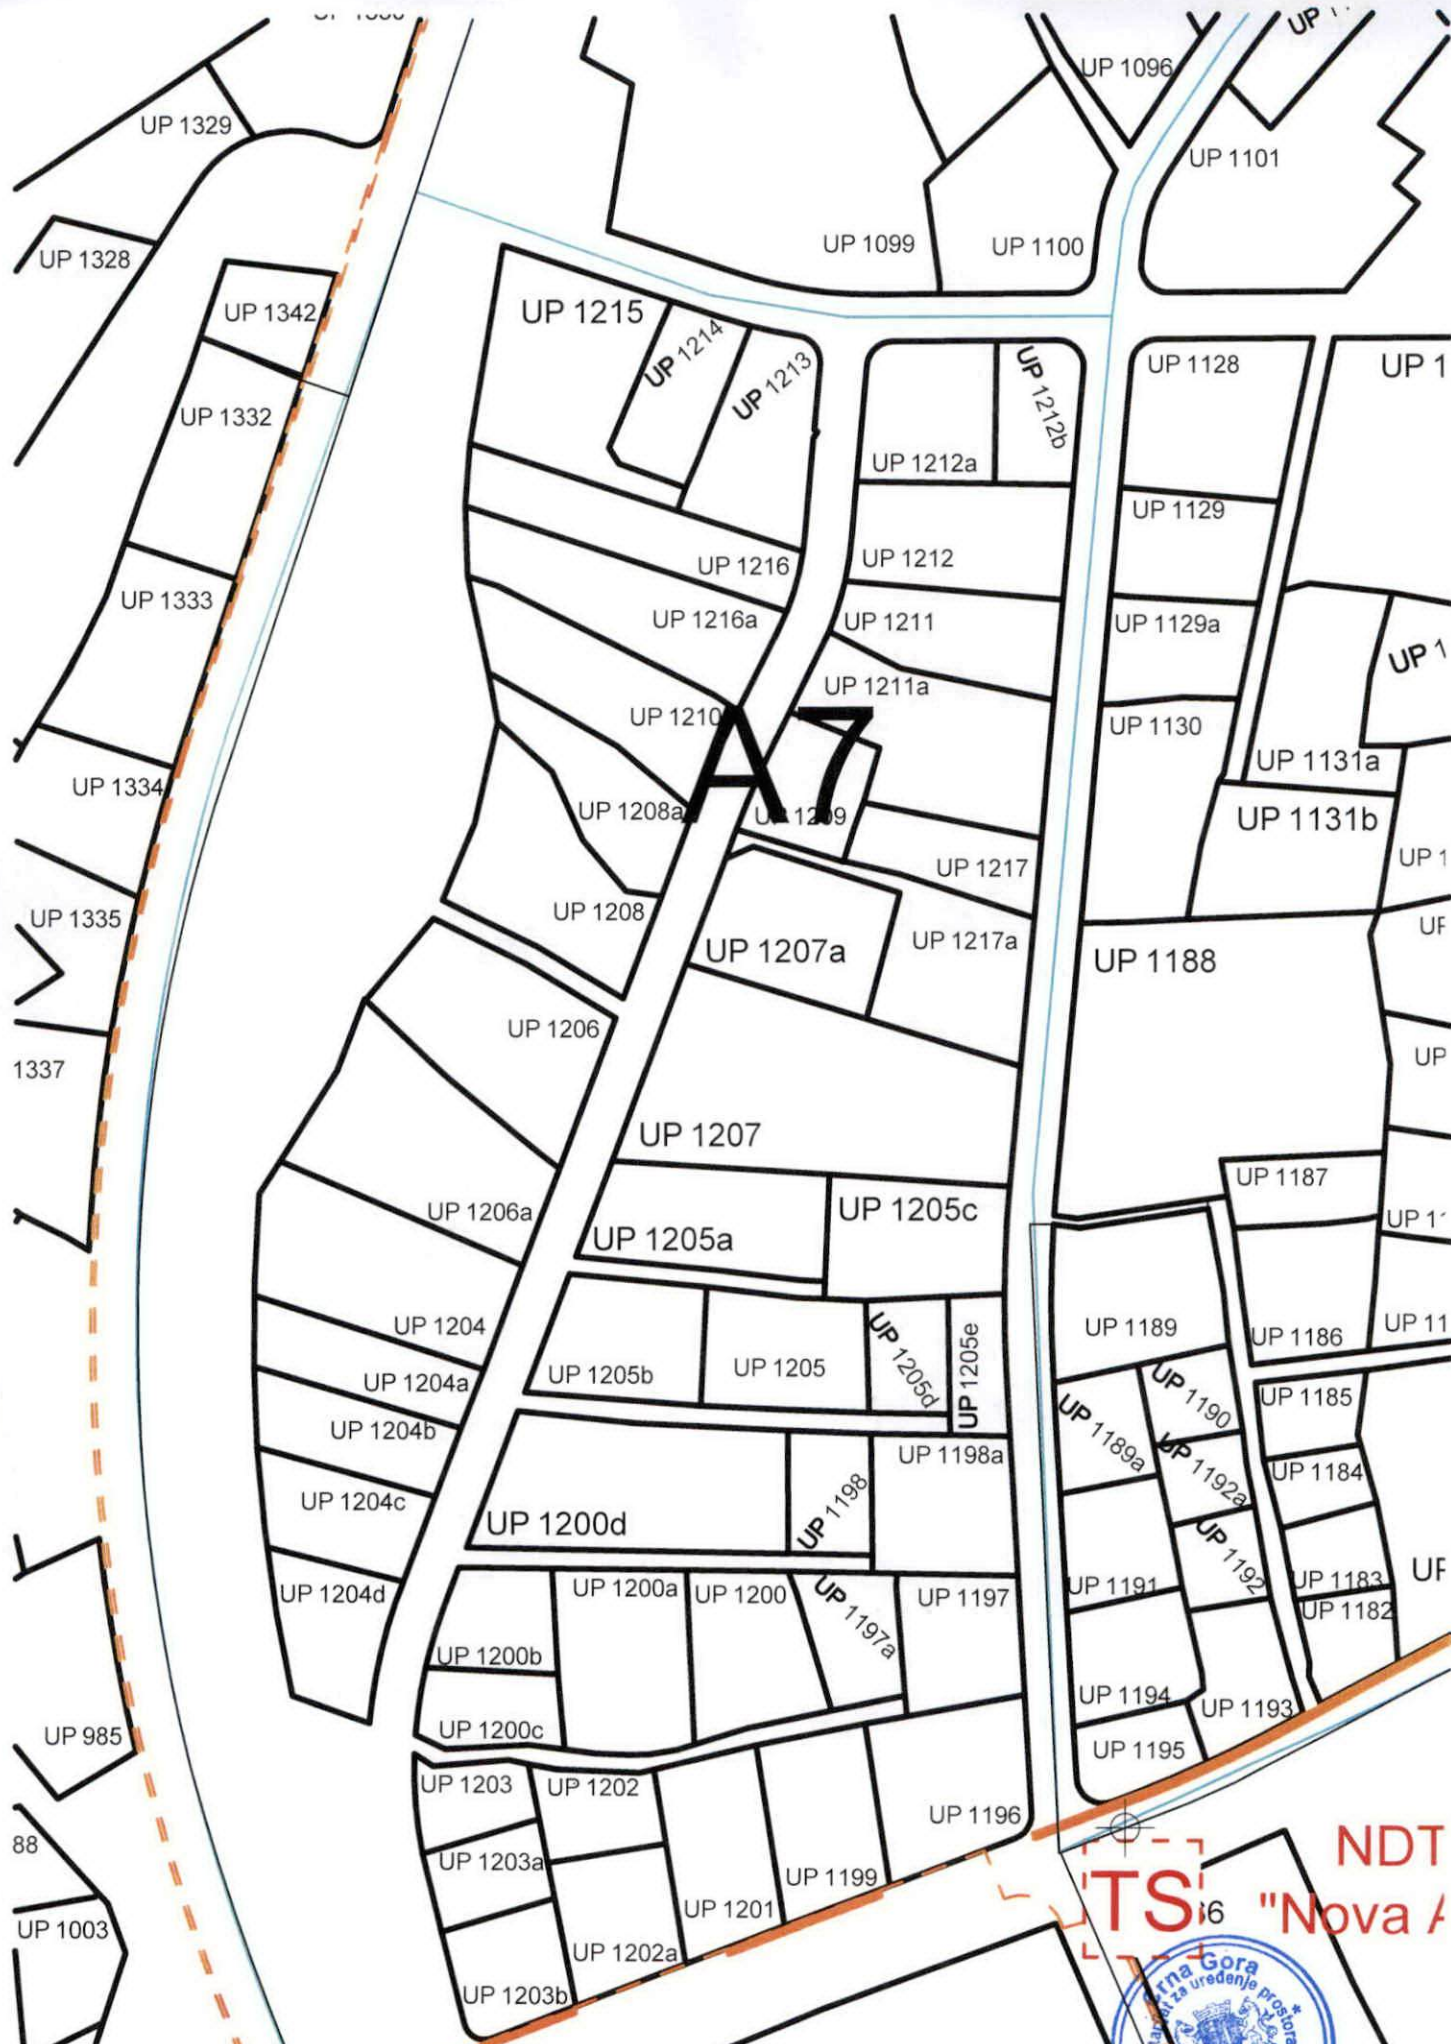 UP 1096
UP 1329
UP 1101
UP 1099
UP 1100
UP 1328
UP 1342
UP 1215
UP 1214
UP 1213
UP 1212b
UP 1128
UP 1332
UP 1212a
UP 1129
UP 1216
UP 1212
UP 1333
UP 1216a
UP 1211
UP 1129a
UP 1211a
UP 1210
A7
UP 1130
UP 1131a
UP 1334
UP 1208a
UP 1209
UP 1131b
UP 1217
UP 1335
UP 1208
UP 1207a
UP 1217a
UP 1188
UP 1206
1337
UP 1207
UP 1187
UP 1206a
UP 1205c
UP 1205a
UP 1204
UP 1189
UP 1186
UP 1205b
UP 1205
UP 1205d
UP 1205e
UP 1204a
UP 1190
UP 1185
UP 1204b
UP 1189a
UP 1198a
UP 1192a
UP 1184
UP 1204c
UP 1200d
UP 1198
UP 1192
UP 1204d
UP 1200a
UP 1200
UP 1197a
UP 1197
UP 1191
UP 1183
UP 1182
UP 1200b
UP 1194
UP 1193
UP 985
UP 1200c
UP 1195
UP 1203
UP 1202
UP 1196
88
NDT
UP 1203a
UP 1199
TS
6
"Nova A
UP 1003
UP 1201
UP 1202a
UP 1203b
Crna Gora
za uređenje prostora